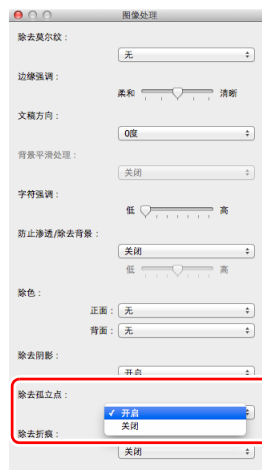 图像处理
除去莫尔纹：
无
边缘强调：
柔和 清晰
文稿方向：
0度
背景平滑处理：
关闭
字符强调：
低 高
防止渗透/除去背景：
关闭
低 高
除色：
正面： 无
背面： 无
除去阴影：
开启
除去孤立点：
✓ 开启
关闭
除去折痕：
关闭